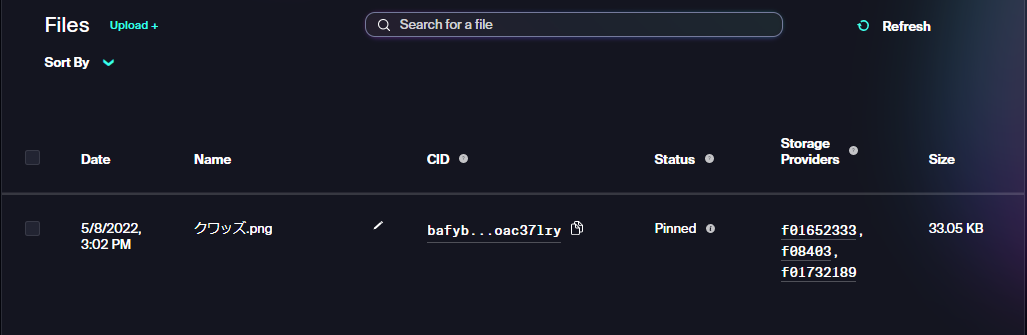 Files
Upload +
Search for a file
Refresh
Sort By
Date
Name
CID
Status
Storage
Providers
Size
5/8/2022,
3:02 PM
クワッズ.png
bafyb...oac37lry
Pinned
f01652333,
f08403,
f01732189
33.05 KB